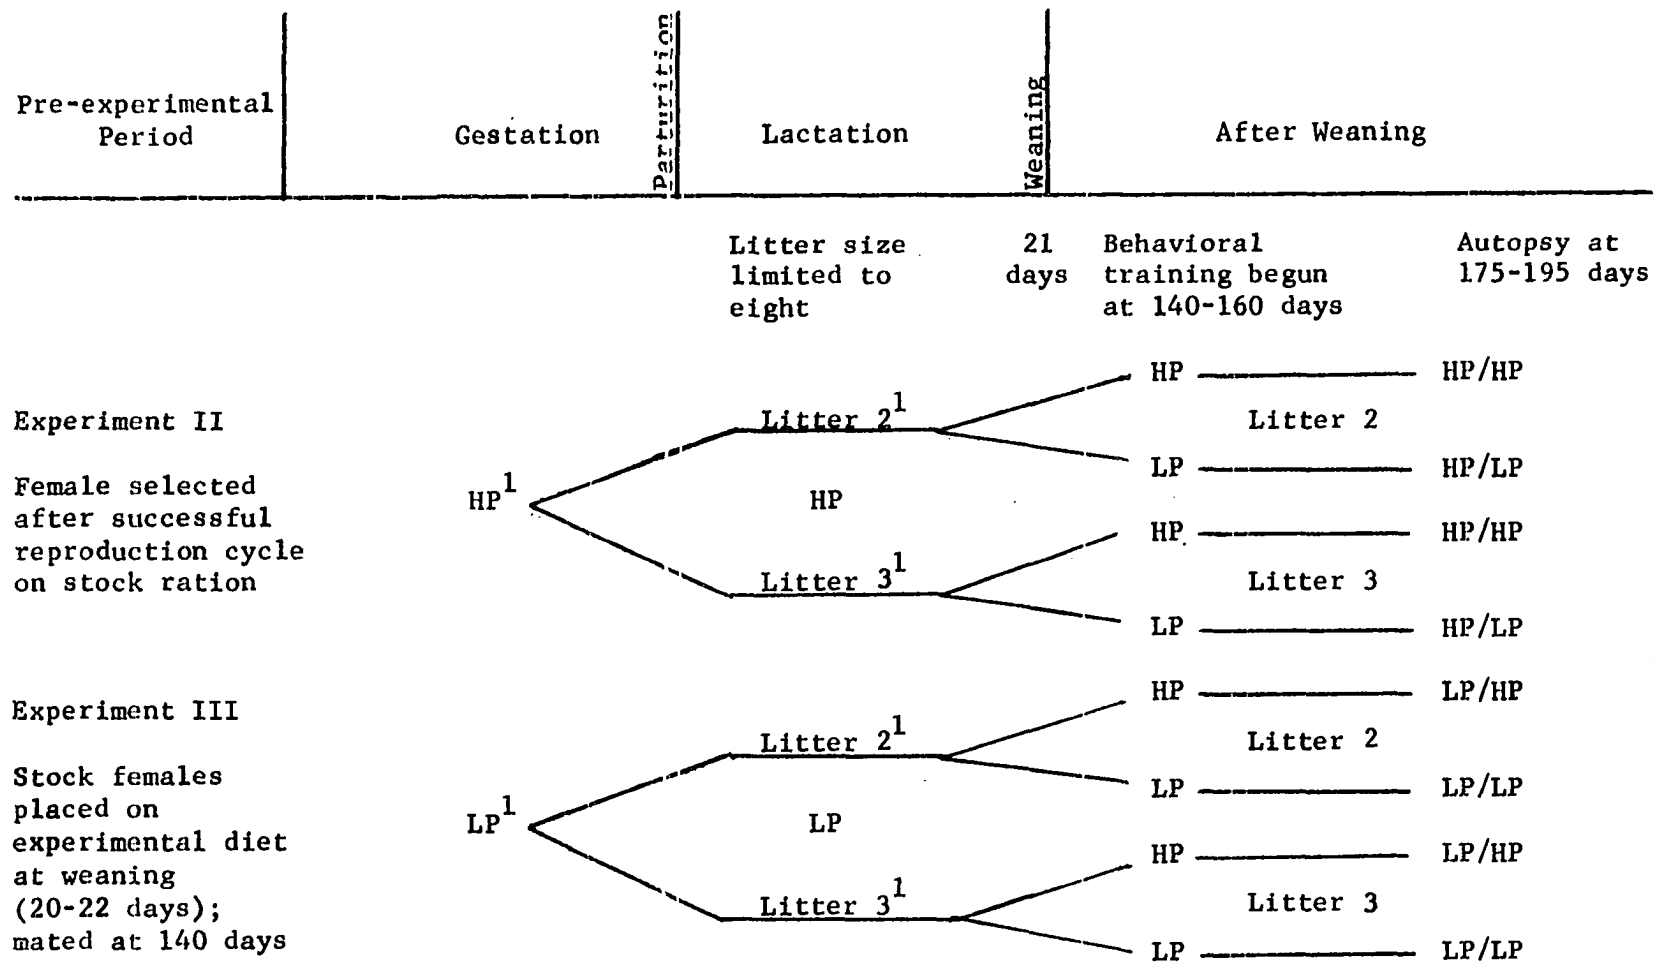 Pre-experimental
Period
Gestation
Parturition
Lactation
Weaning
After Weaning
Litter size
limited to
eight
21
days
Behavioral
training begun
at 140-160 days
Autopsy at
175-195 days
Experiment II
Female selected
after successful
reproduction cycle
on stock ration
HP¹
Litter 2¹
HP
Litter 3¹
HP
HP/HP
Litter 2
LP
HP/LP
HP
HP/HP
Litter 3
LP
HP/LP
Experiment III
Stock females
placed on
experimental diet
at weaning
(20-22 days);
mated at 140 days
LP¹
Litter 2¹
LP
Litter 3¹
HP
LP/HP
Litter 2
LP
LP/LP
HP
LP/HP
Litter 3
LP
LP/LP